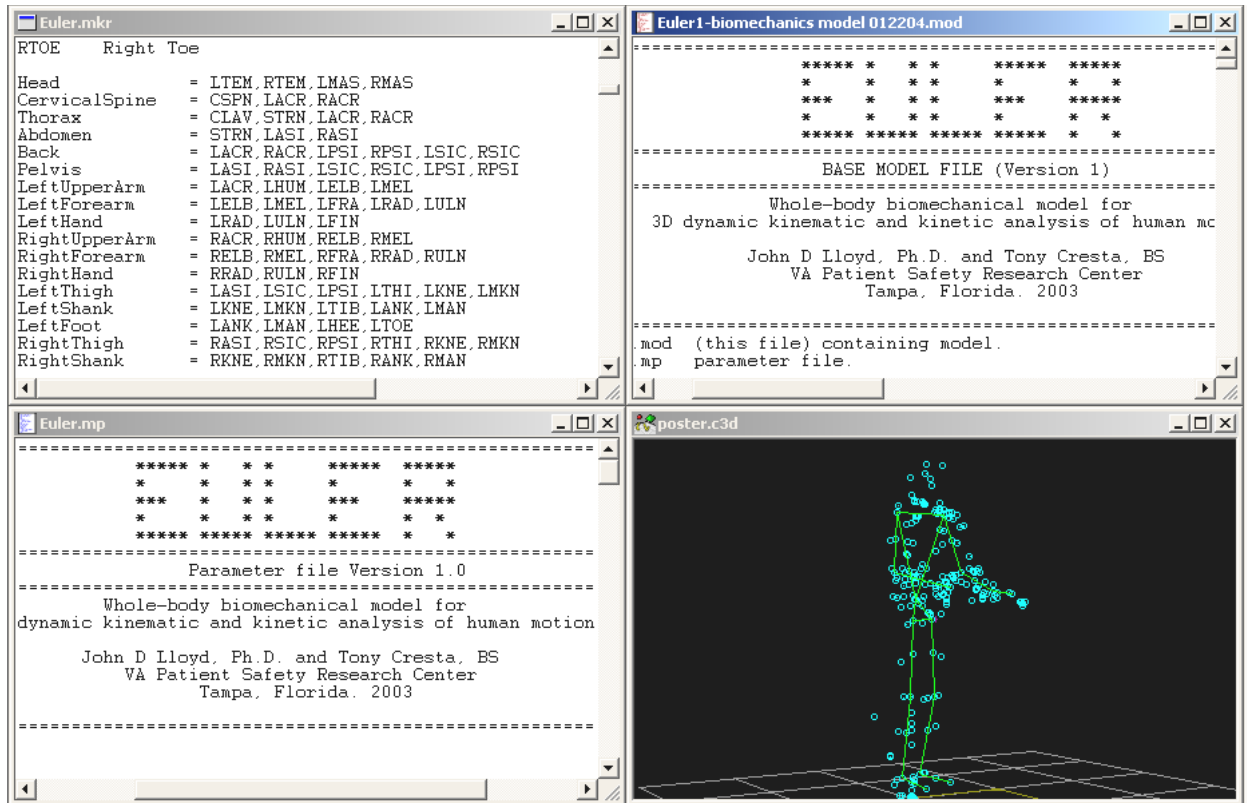 Euler.mkr
RTOE Right Toe
Head = LTEM,RTEM,LMAS,RMAS
CervicalSpine = CSPN,LACR,RACR
Thorax = CLAV,STRN,LACR,RACR
Abdomen = STRN,LASI,RASI
Back = LACR,RACR,LPSI,RPSI,LSIC,RSIC
Pelvis = LASI,RASI,LSIC,RSIC,LPSI,RPSI
LeftUpperArm = LACR,LHUM,LELB,LMEL
LeftForearm = LELB,LMEL,LFRA,LRAD,LULN
LeftHand = LRAD,LULN,LFIN
RightUpperArm = RACR,RHUM,RELB,RMEL
RightForearm = RELB,RMEL,RFRA,RRAD,RULN
RightHand = RRAD,RULN,RFIN
LeftThigh = LASI,LSIC,LPSI,LTHI,LKNE,LMKN
LeftShank = LKNE,LMKN,LTIB,LANK,LMAN
LeftFoot = LANK,LMAN,LHEE,LTOE
RightThigh = RASI,RSIC,RPSI,RTHI,RKNE,RMKN
RightShank = RKNE,RMKN,RTIB,RANK,RMAN
Euler1-biomechanics model 012204.mod
EULER
BASE MODEL FILE (Version 1)
Whole-body biomechanical model for
3D dynamic kinematic and kinetic analysis of human mo
John D Lloyd, Ph.D. and Tony Cresta, BS
VA Patient Safety Research Center
Tampa, Florida. 2003
.mod (this file) containing model.
.mp parameter file.
Euler.mp
EULER
Parameter file Version 1.0
Whole-body biomechanical model for
dynamic kinematic and kinetic analysis of human motion
John D Lloyd, Ph.D. and Tony Cresta, BS
VA Patient Safety Research Center
Tampa, Florida. 2003
poster.c3d